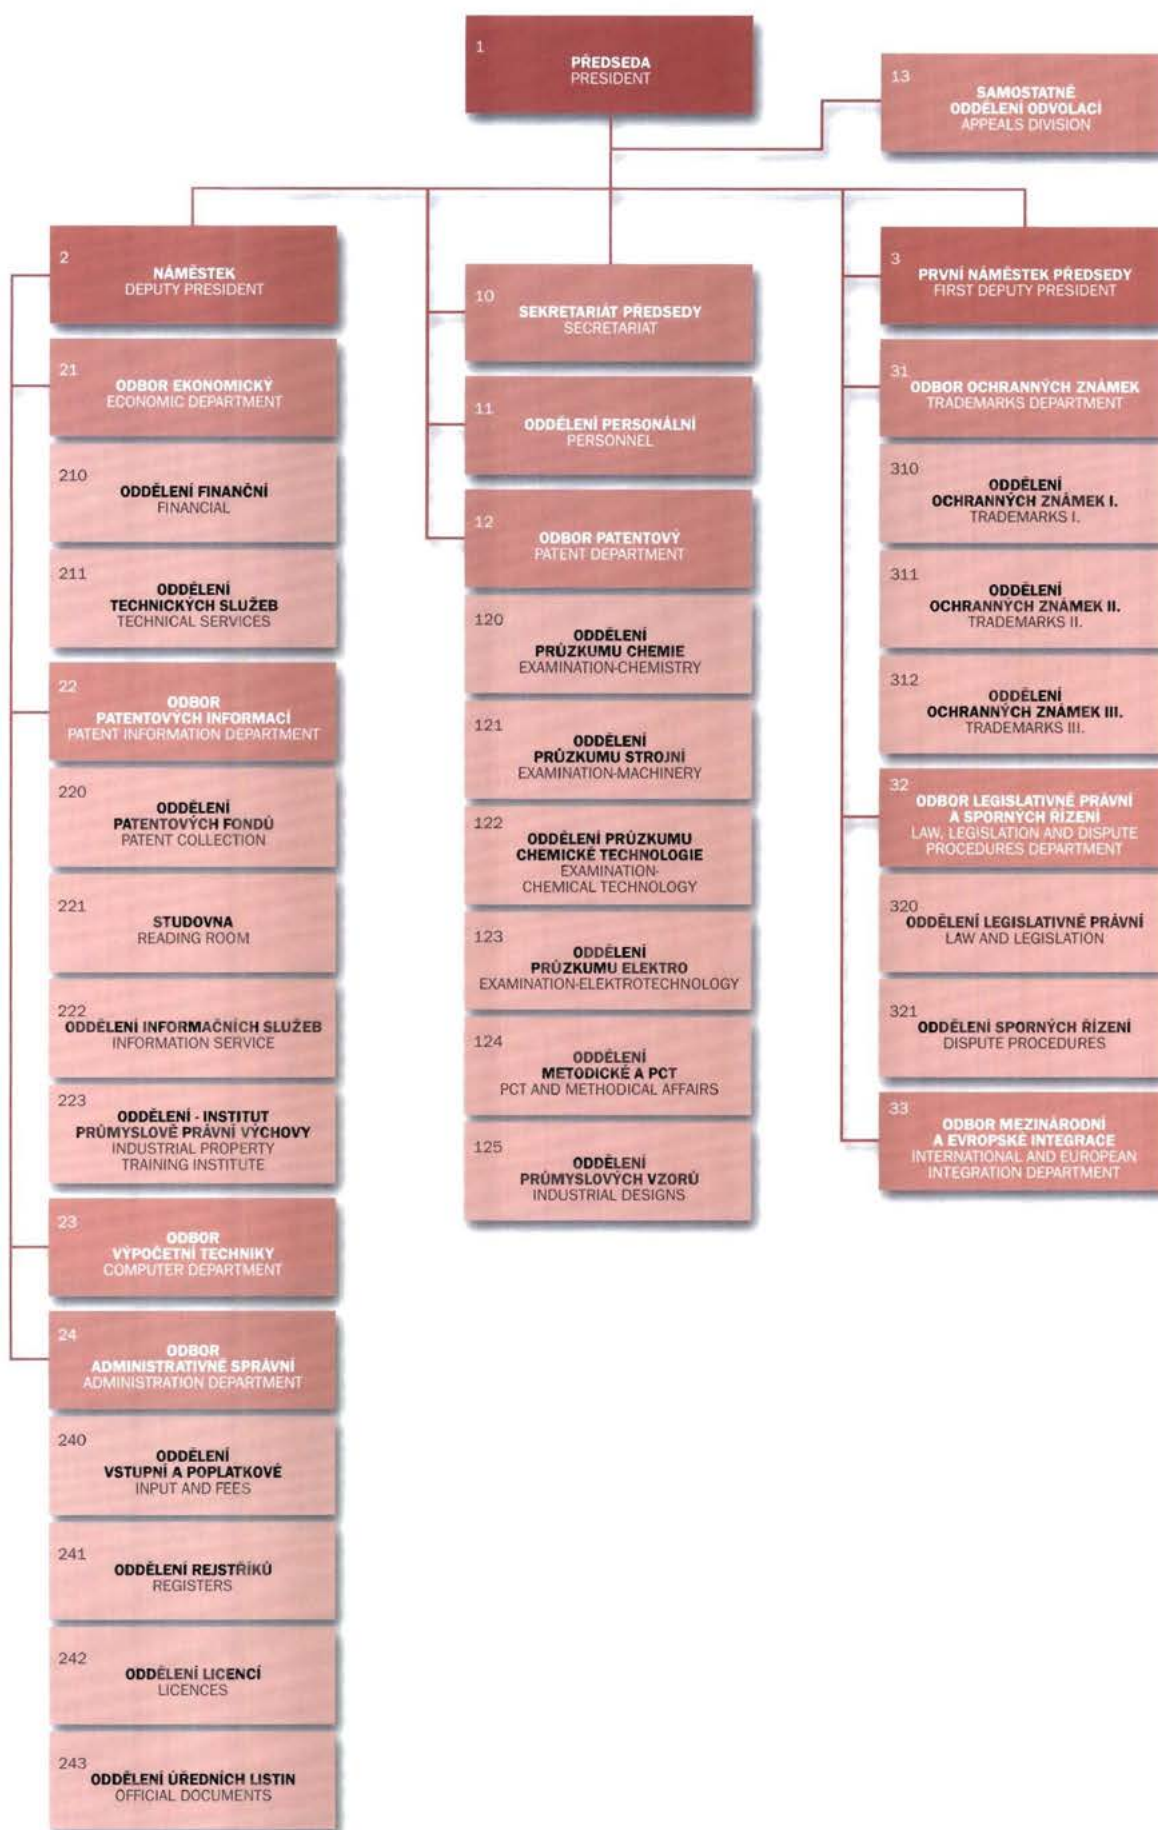 1
PŘEDSEDA
PRESIDENT
13
SAMOSTATNÉ
ODDĚLENÍ ODVOLACÍ
APPEALS DIVISION
2
NÁMĚSTEK
DEPUTY PRESIDENT
21
ODBOR EKONOMICKÝ
ECONOMIC DEPARTMENT
210
ODDĚLENÍ FINANČNÍ
FINANCIAL
211
ODDĚLENÍ
TECHNICKÝCH SLUŽEB
TECHNICAL SERVICES
22
ODBOR
PATENTOVÝCH INFORMACÍ
PATENT INFORMATION DEPARTMENT
220
ODDĚLENÍ
PATENTOVÝCH FONDŮ
PATENT COLLECTION
221
STUDOVNA
READING ROOM
222
ODDĚLENÍ INFORMAČNÍCH SLUŽEB
INFORMATION SERVICE
223
ODDĚLENÍ - INSTITUT
PRŮMYSLOVĚ PRÁVNÍ VÝCHOVY
INDUSTRIAL PROPERTY
TRAINING INSTITUTE
23
ODBOR
VÝPOČETNÍ TECHNIKY
COMPUTER DEPARTMENT
24
ODBOR
ADMINISTRATIVNĚ SPRÁVNÍ
ADMINISTRATION DEPARTMENT
240
ODDĚLENÍ
VSTUPNÍ A POPLATKOVÉ
INPUT AND FEES
241
ODDĚLENÍ REJSTŘÍKŮ
REGISTERS
242
ODDĚLENÍ LICENCÍ
LICENCES
243
ODDĚLENÍ ÚŘEDNÍCH LISTIN
OFFICIAL DOCUMENTS
10
SEKRETARIÁT PŘEDSEDY
SECRETARIAT
11
ODDĚLENÍ PERSONÁLNÍ
PERSONNEL
12
ODBOR PATENTOVÝ
PATENT DEPARTMENT
120
ODDĚLENÍ
PRŮZKUMU CHEMIE
EXAMINATION-CHEMISTRY
121
ODDĚLENÍ
PRŮZKUMU STROJNÍ
EXAMINATION-MACHINERY
122
ODDĚLENÍ PRŮZKUMU
CHEMICKÉ TECHNOLOGIE
EXAMINATION-
CHEMICAL TECHNOLOGY
123
ODDĚLENÍ
PRŮZKUMU ELEKTRO
EXAMINATION-ELEKTROTECHNOLOGY
124
ODDĚLENÍ
METODICKÉ A PCT
PCT AND METHODICAL AFFAIRS
125
ODDĚLENÍ
PRŮMYSLOVÝCH VZORŮ
INDUSTRIAL DESIGNS
3
PRVNÍ NÁMĚSTEK PŘEDSEDY
FIRST DEPUTY PRESIDENT
31
ODBOR OCHRANNÝCH ZNÁMEK
TRADEMARKS DEPARTMENT
310
ODDĚLENÍ
OCHRANNÝCH ZNÁMEK I.
TRADEMARKS I.
311
ODDĚLENÍ
OCHRANNÝCH ZNÁMEK II.
TRADEMARKS II.
312
ODDĚLENÍ
OCHRANNÝCH ZNÁMEK III.
TRADEMARKS III.
32
ODBOR LEGISLATIVNĚ PRÁVNÍ
A SPORNÝCH ŘÍZENÍ
LAW, LEGISLATION AND DISPUTE
PROCEDURES DEPARTMENT
320
ODDĚLENÍ LEGISLATIVNĚ PRÁVNÍ
LAW AND LEGISLATION
321
ODDĚLENÍ SPORNÝCH ŘÍZENÍ
DISPUTE PROCEDURES
33
ODBOR MEZINÁRODNÍ
A EVROPSKÉ INTEGRACE
INTERNATIONAL AND EUROPEAN
INTEGRATION DEPARTMENT